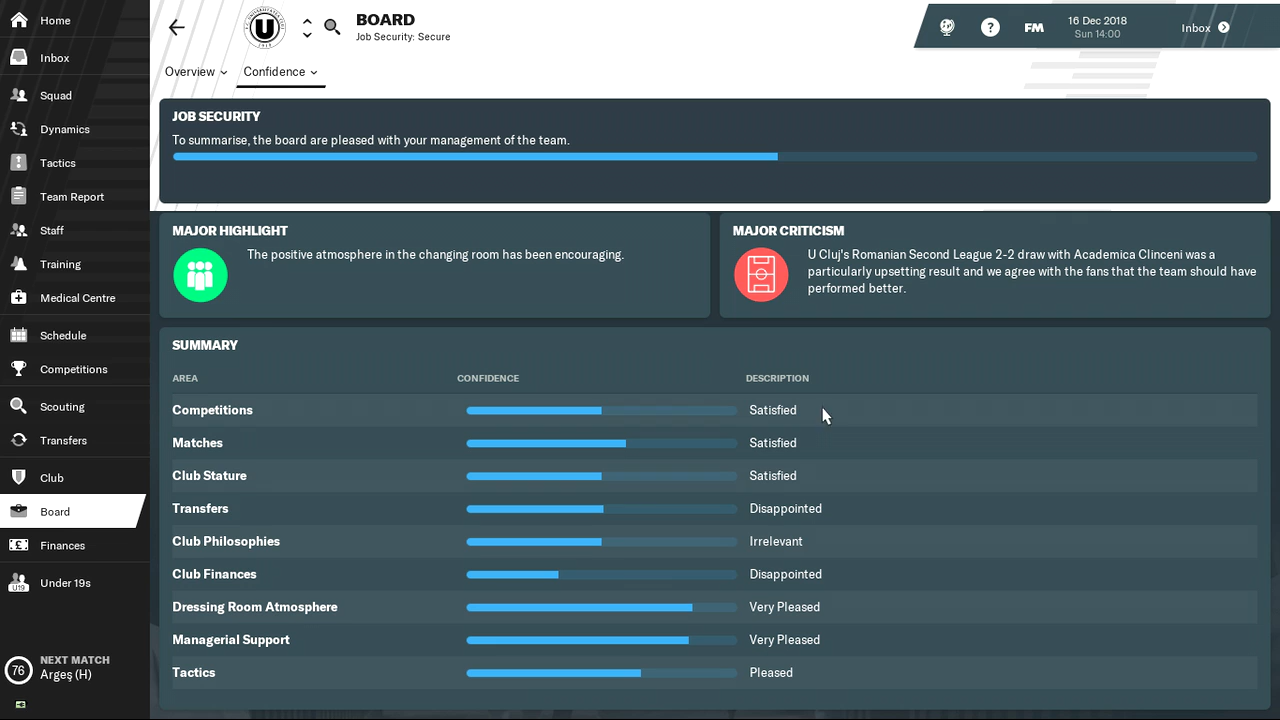 Home
Inbox
Squad
Dynamics
Tactics
Team Report
Staff
Training
Medical Centre
Schedule
Competitions
Scouting
Transfers
Club
Board
Finances
U19
Under 19s
76
NEXT MATCH
Argeș (H)
U
BOARD
Job Security: Secure
?
FM
16 Dec 2018
Sun 14:00
Inbox
Overview
Confidence
JOB SECURITY
To summarise, the board are pleased with your management of the team.
MAJOR HIGHLIGHT
The positive atmosphere in the changing room has been encouraging.
MAJOR CRITICISM
U Cluj's Romanian Second League 2-2 draw with Academica Clinceni was a
particularly upsetting result and we agree with the fans that the team should have
performed better.
SUMMARY
AREA CONFIDENCE DESCRIPTION
Competitions Satisfied
Matches Satisfied
Club Stature Satisfied
Transfers Disappointed
Club Philosophies Irrelevant
Club Finances Disappointed
Dressing Room Atmosphere Very Pleased
Managerial Support Very Pleased
Tactics Pleased